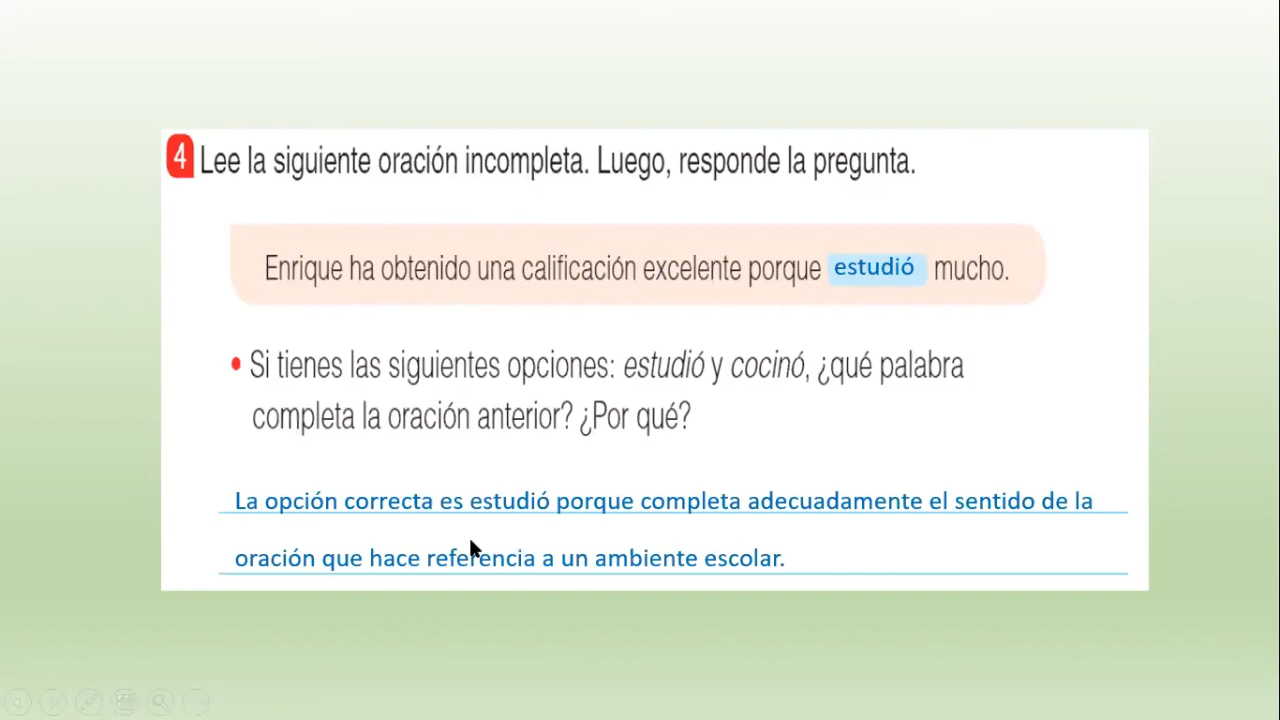 4 Lee la siguiente oración incompleta. Luego, responde la pregunta.
Enrique ha obtenido una calificación excelente porque estudió mucho.
• Si tienes las siguientes opciones: estudió y cocinó, ¿qué palabra
completa la oración anterior? ¿Por qué?
La opción correcta es estudió porque completa adecuadamente el sentido de la
oración que hace referencia a un ambiente escolar.